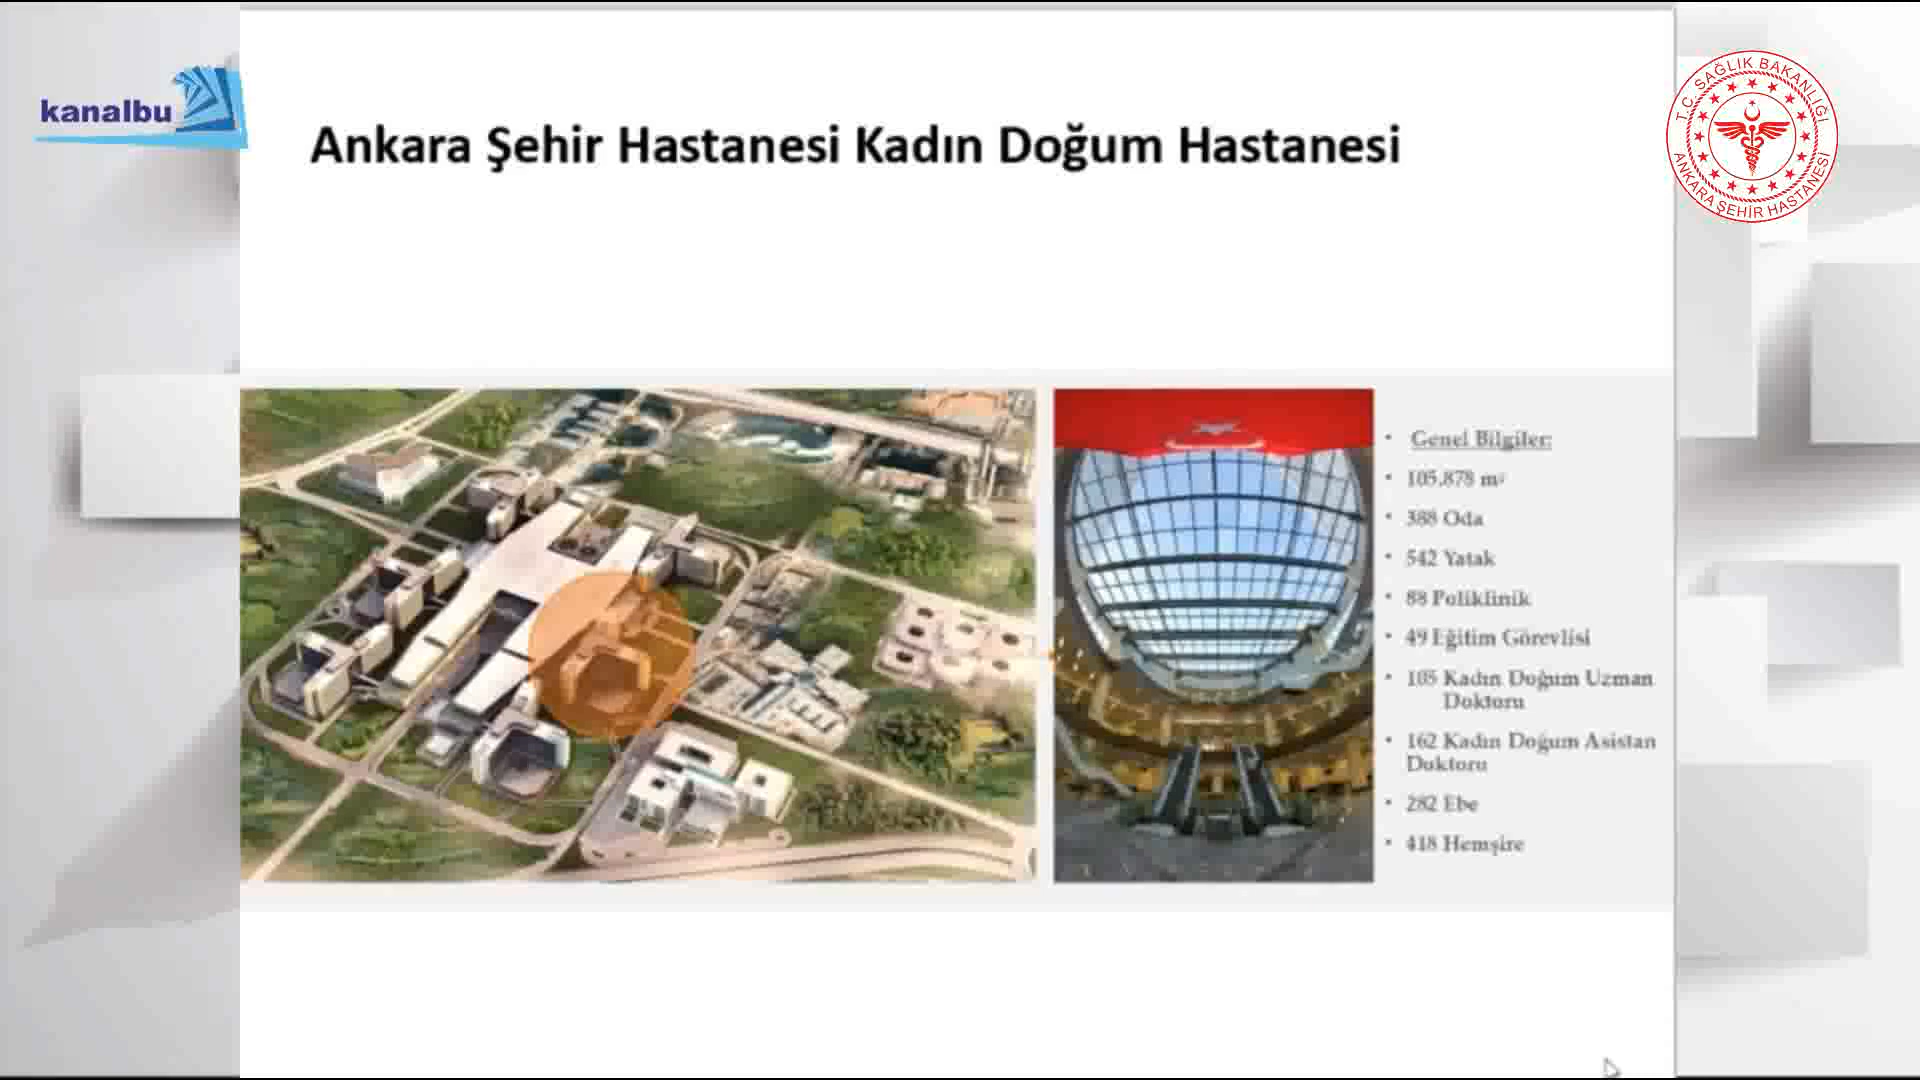 kanalbu
T.C. SAĞLIK BAKANLIĞI
ANKARA ŞEHİR HASTANESİ
Ankara Şehir Hastanesi Kadın Doğum Hastanesi
• Genel Bilgiler:
• 105.878 m²
• 388 Oda
• 542 Yatak
• 88 Poliklinik
• 49 Eğitim Görevlisi
• 105 Kadın Doğum Uzman
Doktoru
• 162 Kadın Doğum Asistan
Doktoru
• 282 Ebe
• 418 Hemşire